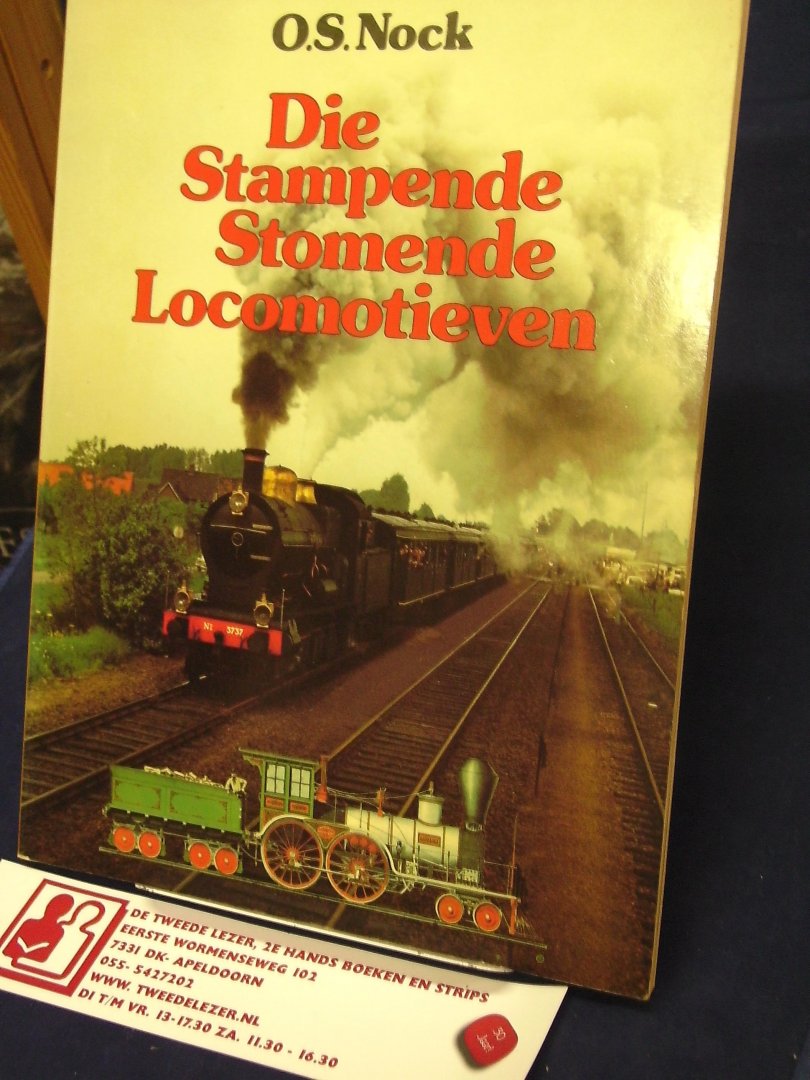 O.S. Nock
Die
Stampende
Stomende
Locomotieven
3737
DE TWEEDE LEZER, 2E HANDS BOEKEN EN STRIPS
EERSTE WORMENSEWEG 102
7331 DK- APELDOORN
055- 5427202
WWW. TWEEDELEZER.NL
DI T/M VR. 13-17.30 ZA. 11.30 - 16.30